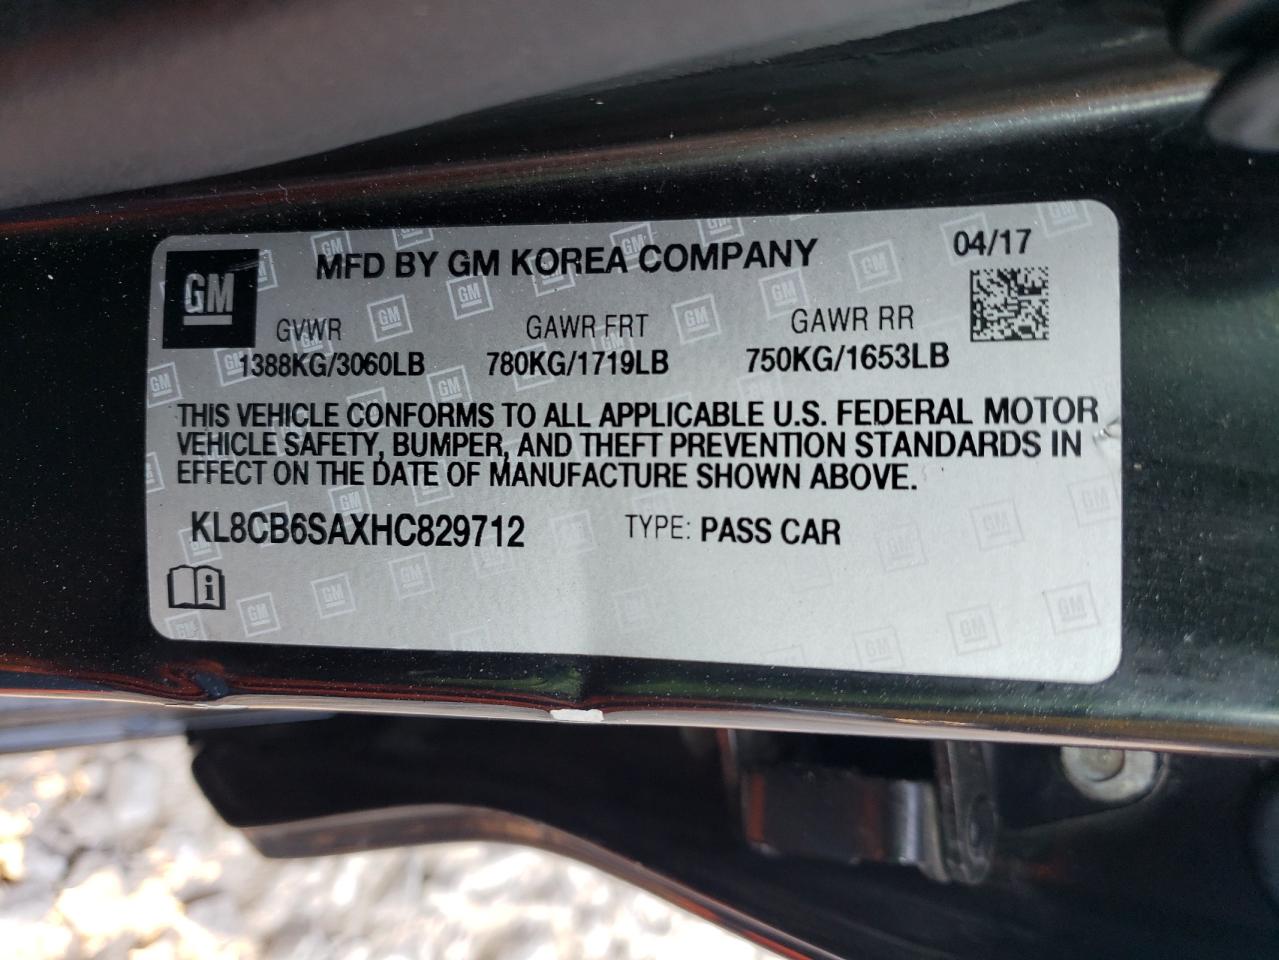 GM
MFD BY GM KOREA COMPANY
04/17
GVWR GAWR FRT GAWR RR
1388KG/3060LB 780KG/1719LB 750KG/1653LB
THIS VEHICLE CONFORMS TO ALL APPLICABLE U.S. FEDERAL MOTOR
VEHICLE SAFETY, BUMPER, AND THEFT PREVENTION STANDARDS IN
EFFECT ON THE DATE OF MANUFACTURE SHOWN ABOVE.
KL8CB6SAXHC829712 TYPE: PASS CAR